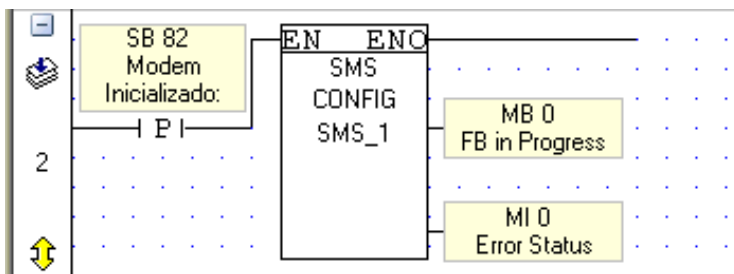 SB 82
Modem
Inicializado:
P
EN ENO
SMS
CONFIG
SMS_1
MB 0
FB in Progress
2
MI 0
Error Status